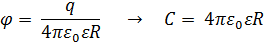 φ = q / 4πε₀εR → C = 4πε₀εR